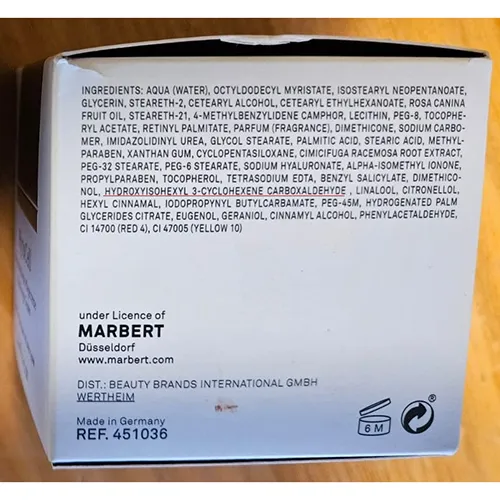 INGREDIENTS: AQUA (WATER), OCTYLDODECYL MYRISTATE, ISOSTEARYL NEOPENTANOATE,
GLYCERIN, STEARETH-2, CETEARYL ALCOHOL, CETEARYL ETHYLHEXANOATE, ROSA CANINA
FRUIT OIL, STEARETH-21, 4-METHYLBENZYLIDENE CAMPHOR, LECITHIN, PEG-8, TOCOPHE-
RYL ACETATE, RETINYL PALMITATE, PARFUM (FRAGRANCE), DIMETHICONE, SODIUM CARBO-
MER, IMIDAZOLIDINYL UREA, GLYCOL STEARATE, PALMITIC ACID, STEARIC ACID, METHYL-
PARABEN, XANTHAN GUM, CYCLOPENTASILOXANE, CIMICIFUGA RACEMOSA ROOT EXTRACT,
PEG-32 STEARATE, PEG-6 STEARATE, SODIUM HYALURONATE, ALPHA-ISOMETHYL IONONE,
PROPYLPARABEN, TOCOPHEROL, TETRASODIUM EDTA, BENZYL SALICYLATE, DIMETHICO-
NOL, HYDROXYISOHEXYL 3-CYCLOHEXENE CARBOXALDEHYDE , LINALOOL, CITRONELLOL,
HEXYL CINNAMAL, IODOPROPYNYL BUTYLCARBAMATE, PEG-45M, HYDROGENATED PALM
GLYCERIDES CITRATE, EUGENOL, GERANIOL, CINNAMYL ALCOHOL, PHENYLACETALDEHYDE,
CI 14700 (RED 4), CI 47005 (YELLOW 10)
under Licence of
MARBERT
Düsseldorf
www.marbert.com
DIST.: BEAUTY BRANDS INTERNATIONAL GMBH
WERTHEIM
Made in Germany
REF. 451036
6 M